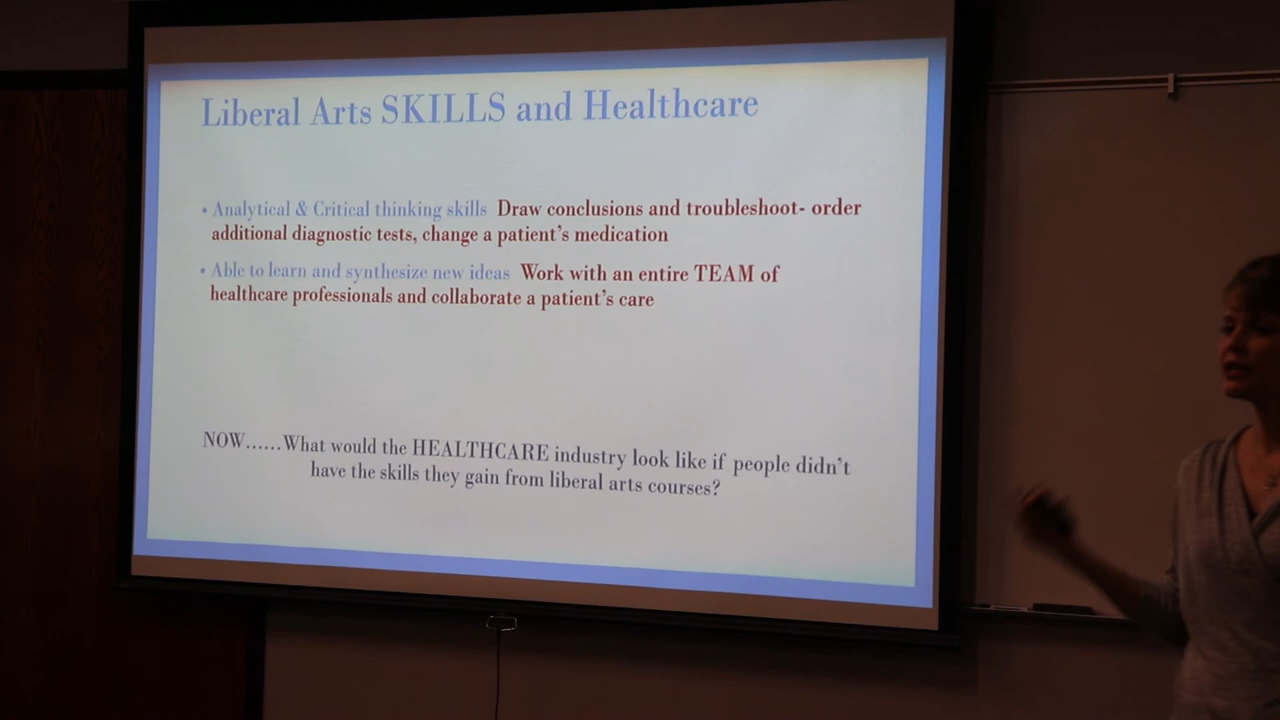 Liberal Arts SKILLS and Healthcare
• Analytical & Critical thinking skills Draw conclusions and troubleshoot- order
additional diagnostic tests, change a patient's medication
• Able to learn and synthesize new ideas Work with an entire TEAM of
healthcare professionals and collaborate a patient's care
NOW......What would the HEALTHCARE industry look like if people didn't
have the skills they gain from liberal arts courses?